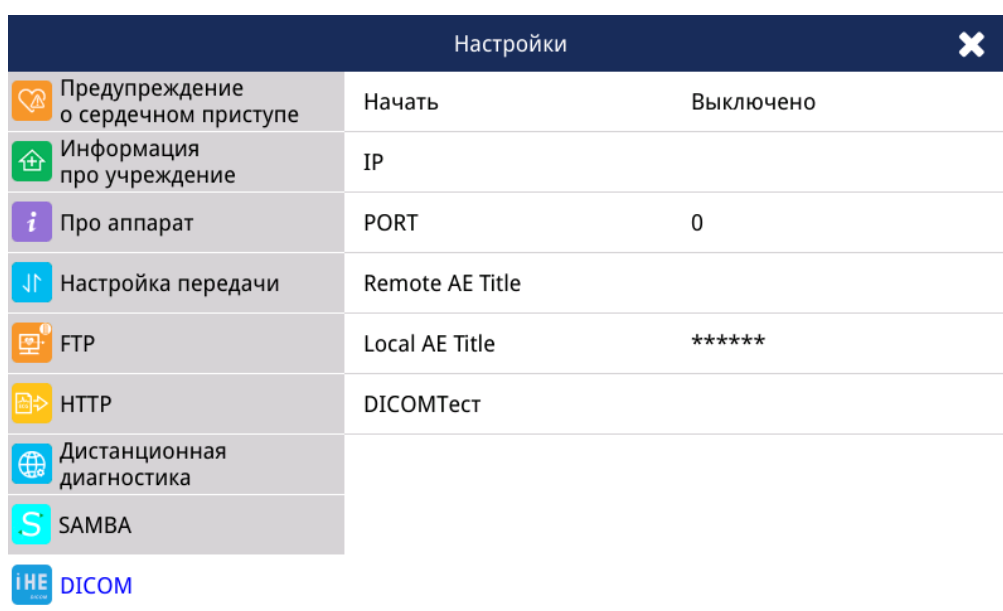 Настройки
Предупреждение
о сердечном приступе
Начать Выключено
Информация
про учреждение
IP
Про аппарат
PORT 0
Настройка передачи
Remote AE Title
FTP
Local AE Title ******
HTTP
DICOMТест
Дистанционная
диагностика
S SAMBA
iHE DICOM